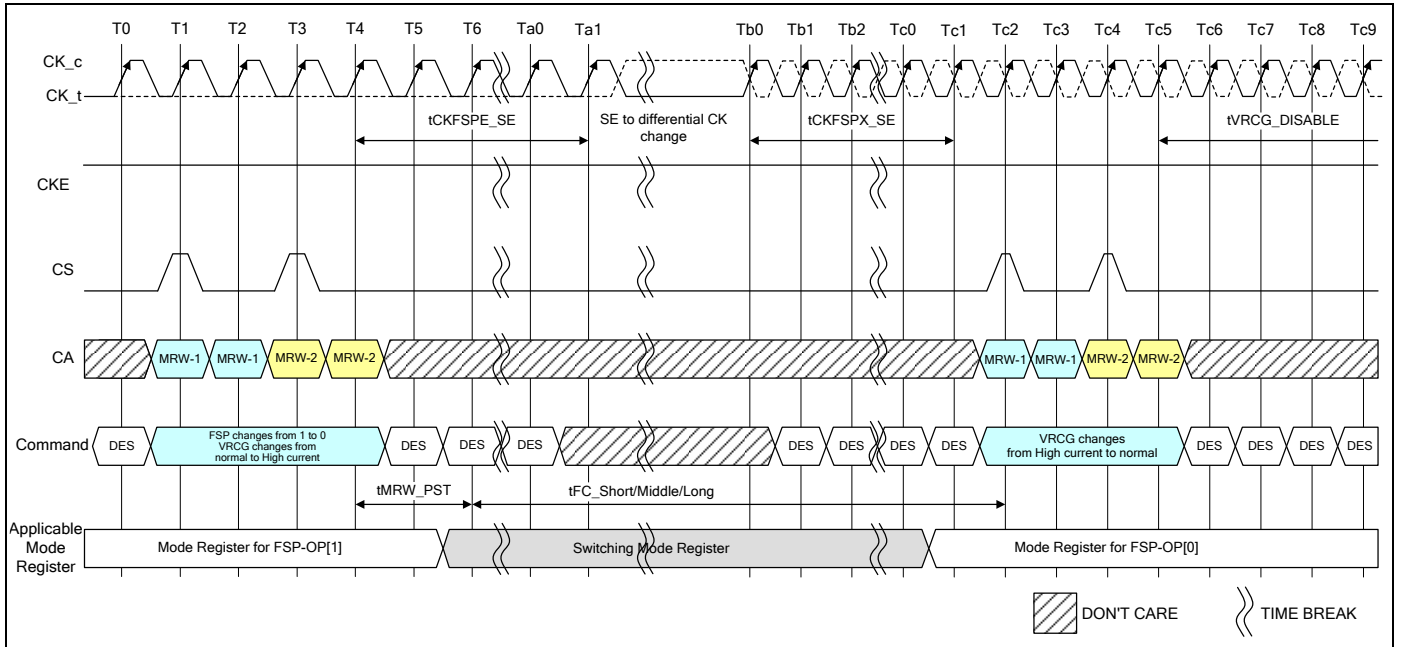 T0 T1 T2 T3 T4 T5 T6 Ta0 Ta1 Tb0 Tb1 Tb2 Tc0 Tc1 Tc2 Tc3 Tc4 Tc5 Tc6 Tc7 Tc8 Tc9
CK_c
CK_t
tCKFSPE_SE
SE to differential CK
change
tCKFSPX_SE
tVRCG_DISABLE
CKE
CS
CA
MRW-1 MRW-1 MRW-2 MRW-2 MRW-1 MRW-1 MRW-2 MRW-2
Command
DES
FSP changes from 1 to 0
VRCG changes from
normal to High current
DES DES DES DES DES DES DES
VRCG changes
from High current to normal
DES DES DES DES
tMRW_PST
tFC_Short/Middle/Long
Applicable
Mode
Register
Mode Register for FSP-OP[1]
Switching Mode Register
Mode Register for FSP-OP[0]
DON'T CARE
TIME BREAK